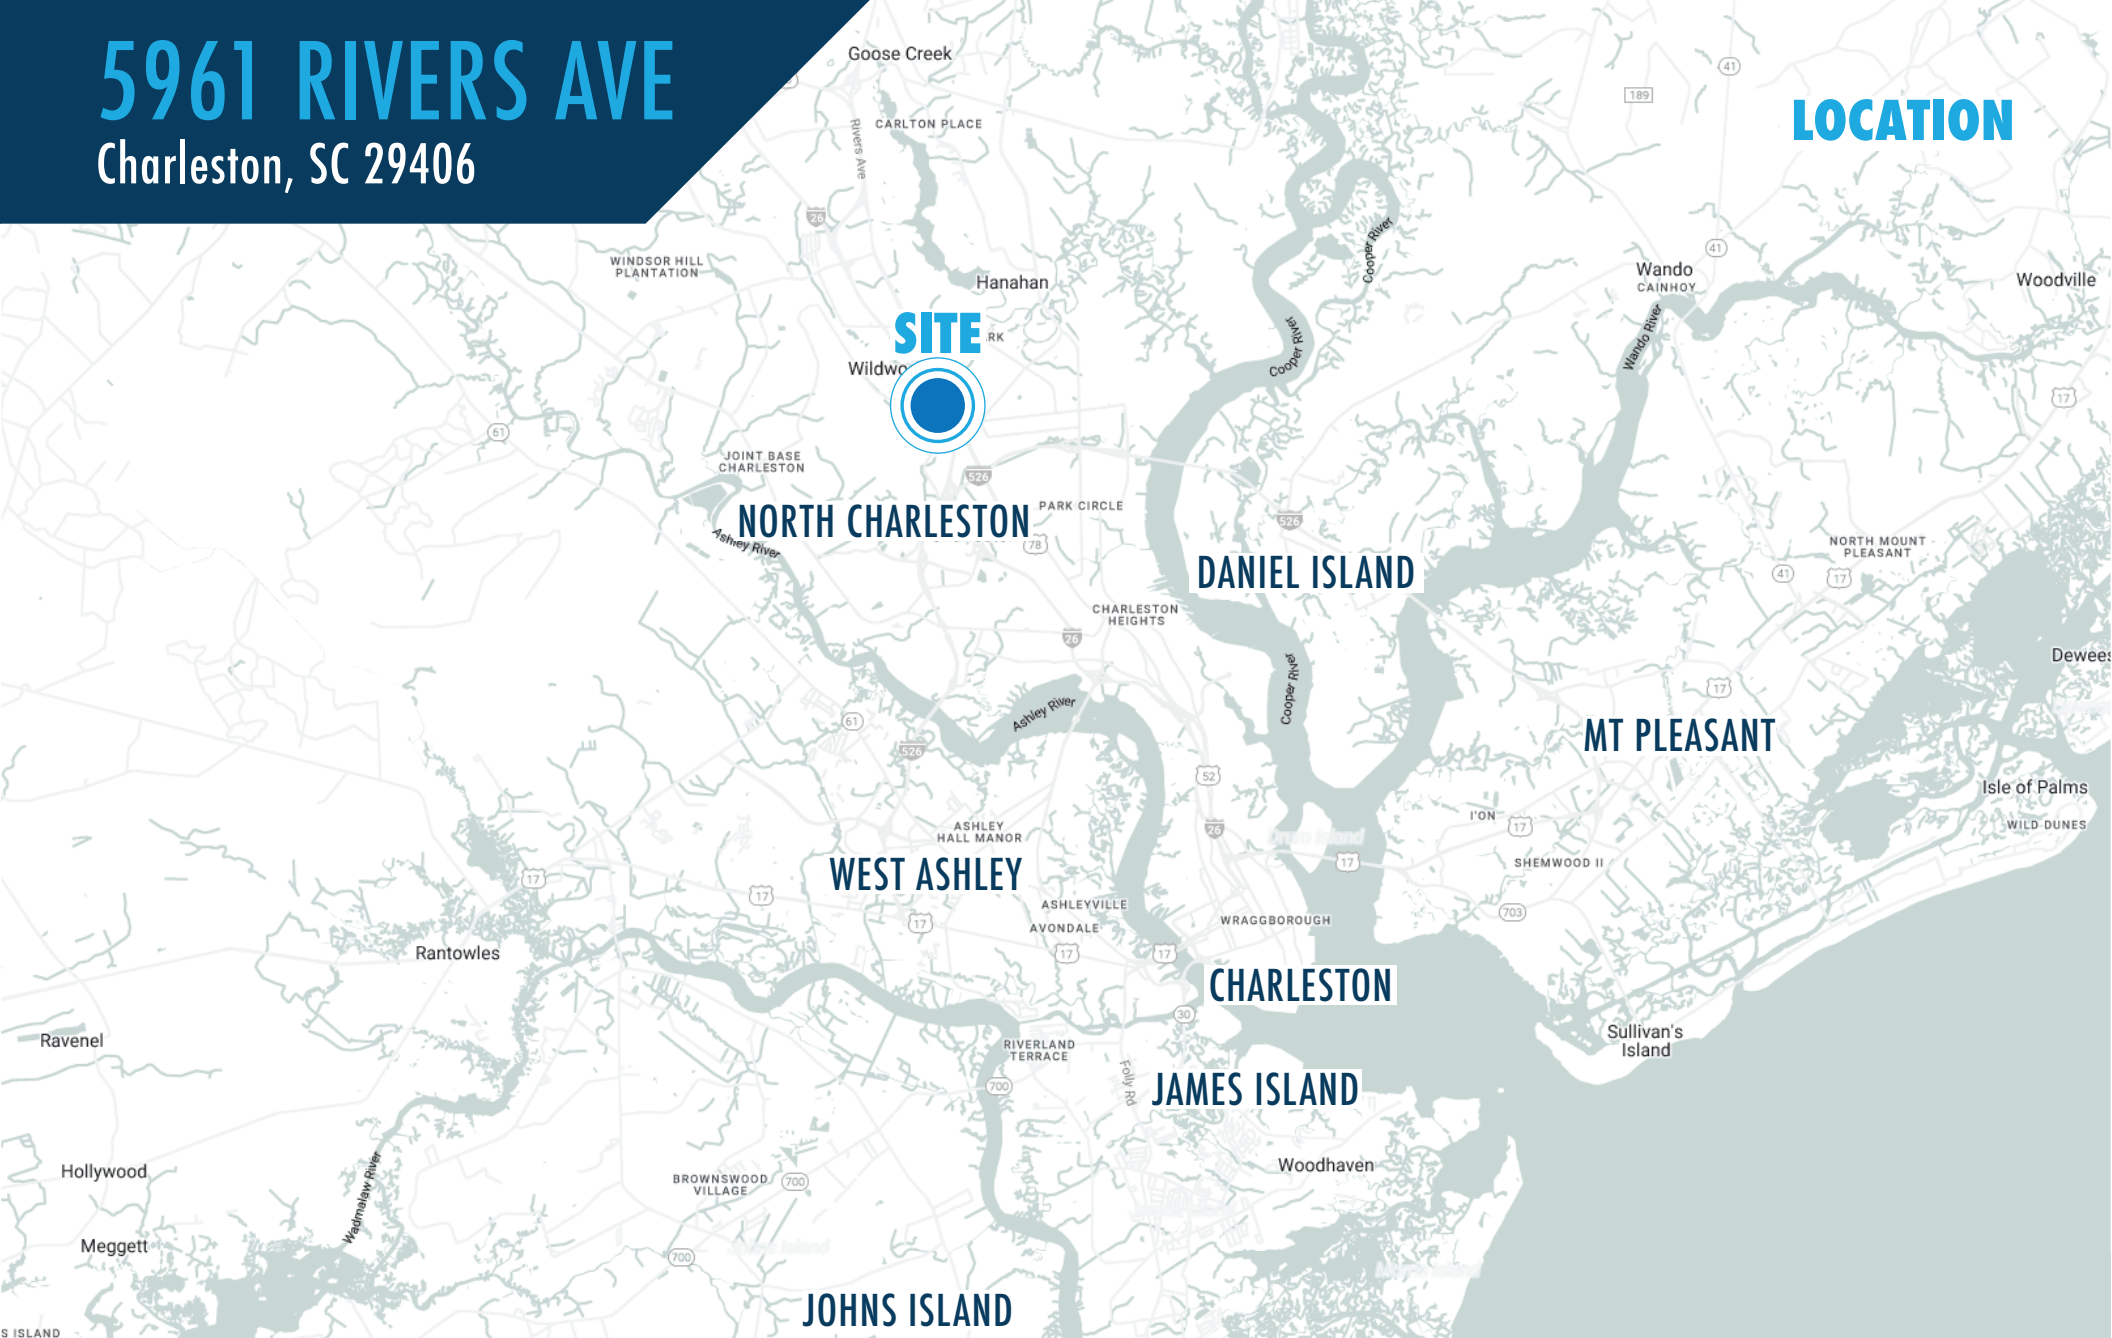 5961 RIVERS AVE
Charleston, SC 29406
LOCATION
Goose Creek
CARLTON PLACE
Rivers Ave
41
189
26
WINDSOR HILL
PLANTATION
Hanahan
Cooper River
41
Wando
CAINHOY
Woodville
SITE
Cooper River
Wando River
17
61
JOINT BASE
CHARLESTON
526
PARK CIRCLE
NORTH CHARLESTON
78
526
Ashley River
NORTH MOUNT
PLEASANT
DANIEL ISLAND
41
17
CHARLESTON
HEIGHTS
26
Cooper River
17
Ashley River
61
526
MT PLEASANT
52
Isle of Palms
WILD DUNES
I'ON
17
26
17
SHEMWOOD II
ASHLEY
HALL MANOR
WEST ASHLEY
17
17
17
ASHLEYVILLE
AVONDALE
17
17
WRAGGBOROUGH
703
Rantowles
CHARLESTON
30
Ravenel
RIVERLAND
TERRACE
Sullivan's
Island
700
Folly Rd
JAMES ISLAND
Hollywood
Wadmalaw River
BROWNSWOOD
VILLAGE
700
Woodhaven
Meggett
700
JOHNS ISLAND
S ISLAND